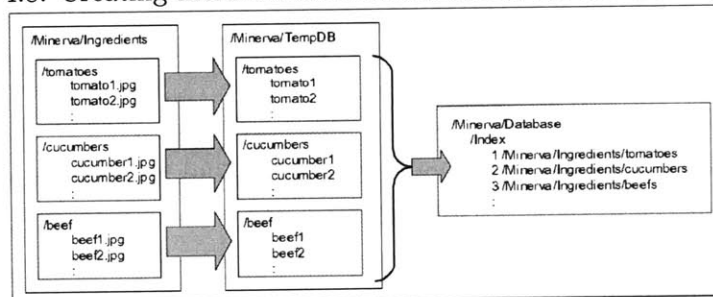 /Minerva/Ingredients
/tomatoes
tomato1.jpg
tomato2.jpg
:
/cucumbers
cucumber1.jpg
cucumber2.jpg
:
/beef
beef1.jpg
beef2.jpg
:
/Minerva/TempDB
/tomatoes
tomato1
tomato2
:
/cucumbers
cucumber1
cucumber2
:
/beef
beef1
beef2
:
/Minerva/Database
/Index
1 /Minerva/Ingredients/tomatoes
2 /Minerva/Ingredients/cucumbers
3 /Minerva/Ingredients/beefs
: